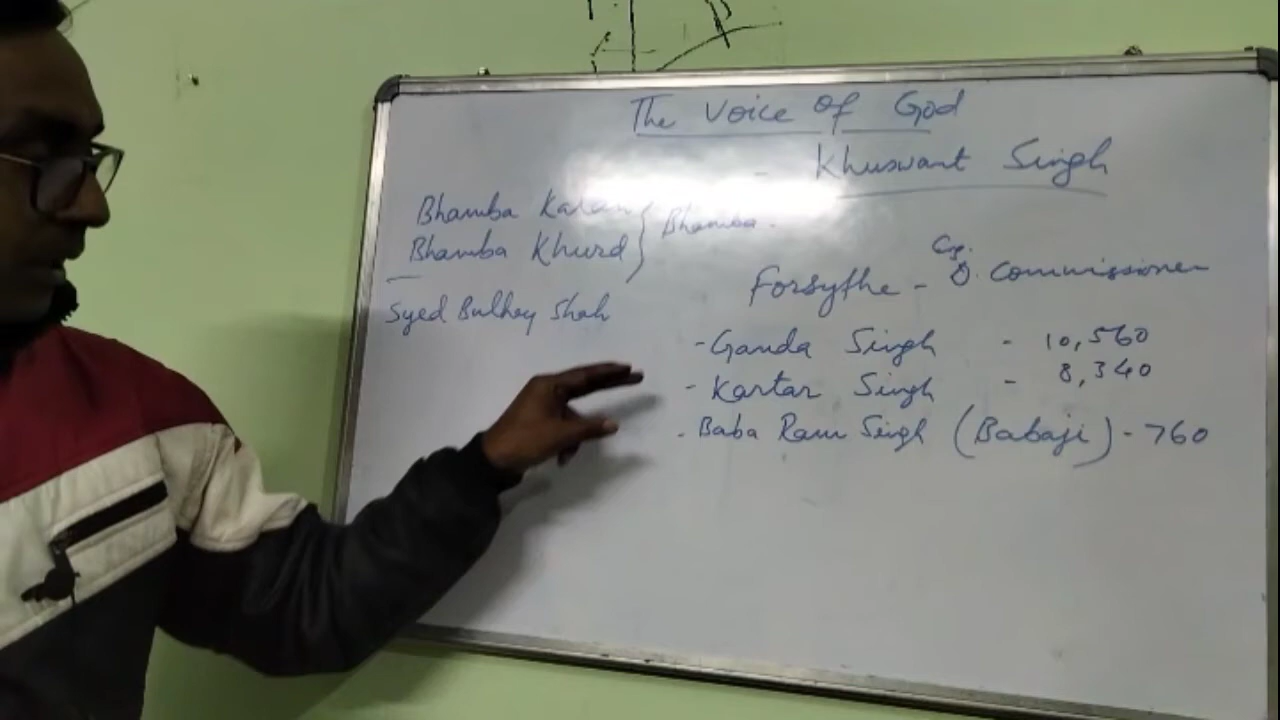 The Voice of God
- Khuswant Singh
Bhamba Kalan
Bhamba Khurd } Bhamba.
Syed Bulhey Shah
Forsythe - D. Commissioner
- Ganda Singh - 10,560
- Kartar Singh - 8,340
. Baba Ram Singh (Babaji) - 760